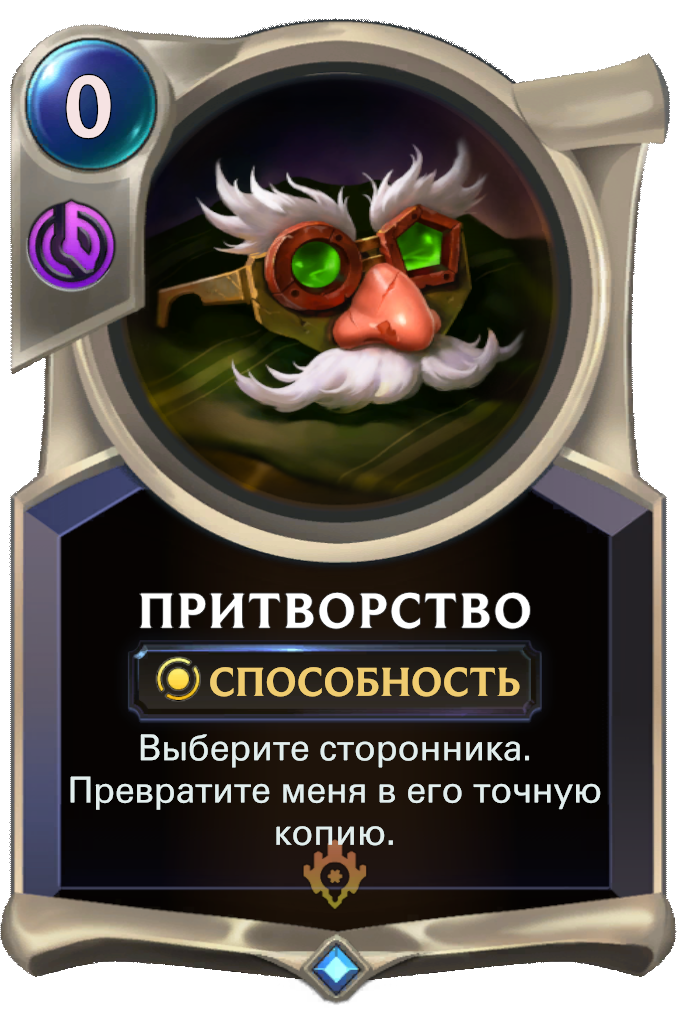 0
ПРИТВОРСТВО
СПОСОБНОСТЬ
Выберите сторонника.
Превратите меня в его точную
копию.